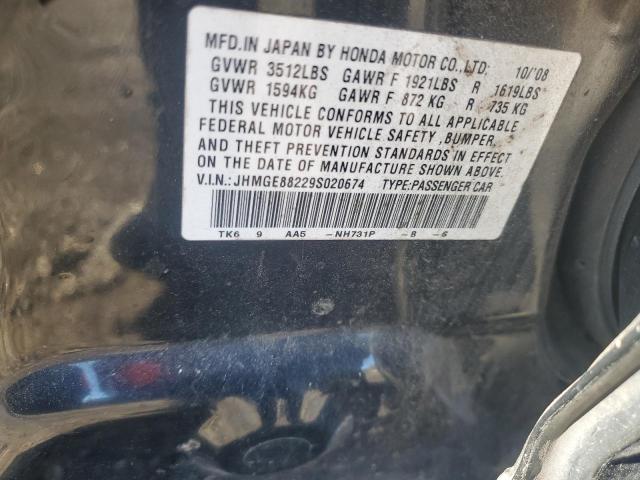 MFD.IN JAPAN BY HONDA MOTOR CO.,LTD: 10/'08
GVWR 3512LBS GAWR F 1921LBS R 1619LBS
GVWR 1594KG GAWR F 872 KG R 735 KG
THIS VEHICLE CONFORMS TO ALL APPLICABLE
FEDERAL MOTOR VEHICLE SAFETY ,BUMPER,
AND THEFT PREVENTION STANDARDS IN EFFECT
ON THE DATE OF MANUFACTURE SHOWN ABOVE.
V.I.N.: JHMGE88229S020674 TYPE:PASSENGER CAR
TK6 9 AA5 -NH731P -8 -6